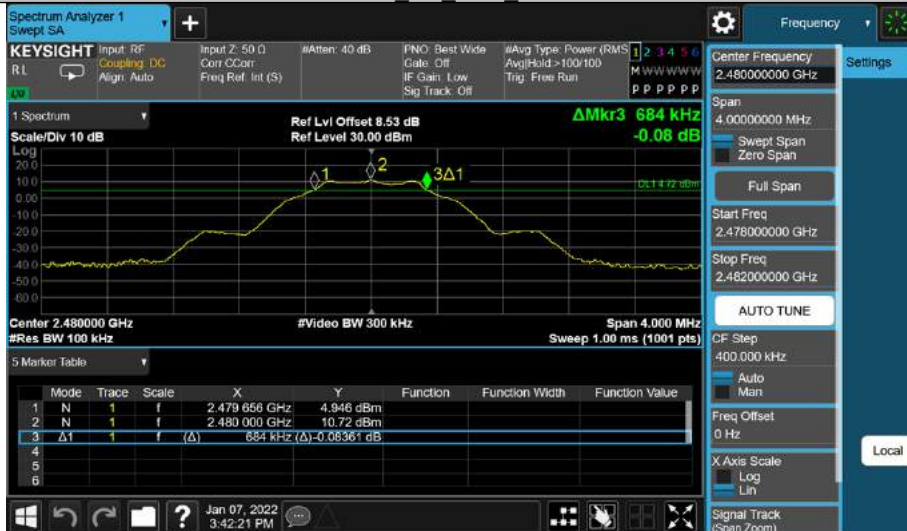 Spectrum Analyzer 1
Swept SA
+
Frequency
KEYSIGHT
RL
Input: RF
Coupling: DC
Align: Auto
Input Z: 50 Ω
Corr CCorr
Freq Ref: Int (S)
#Atten: 40 dB
PNO: Best Wide
Gate: Off
IF Gain: Low
Sig Track: Off
#Avg Type: Power (RMS
Avg|Hold:>100/100
Trig: Free Run
1 2 3 4 5 6
M W W W W W
P P P P P P
Center Frequency
2.480000000 GHz
Settings
Span
4.00000000 MHz
Swept Span
Zero Span
Full Span
Start Freq
2.478000000 GHz
Stop Freq
2.482000000 GHz
AUTO TUNE
CF Step
400.000 kHz
Auto
Man
Freq Offset
0 Hz
X Axis Scale
Log
Lin
Signal Track
(Span Zoom)
Local
1 Spectrum
Scale/Div 10 dB
Ref Lvl Offset 8.53 dB
Ref Level 30.00 dBm
ΔMkr3 684 kHz
-0.08 dB
Log
20.0
10.0
0.00
-10.0
-20.0
-30.0
-40.0
-50.0
-60.0
1
2
3Δ1
DL1 4.72 dBm
Center 2.480000 GHz
#Res BW 100 kHz
#Video BW 300 kHz
Span 4.000 MHz
Sweep 1.00 ms (1001 pts)
5 Marker Table
Mode Trace Scale X Y Function Function Width Function Value
1 N 1 f 2.479 656 GHz 4.946 dBm
2 N 1 f 2.480 000 GHz 10.72 dBm
3 Δ1 1 f (Δ) 684 kHz (Δ) -0.08361 dB
4
5
6
?
Jan 07, 2022
3:42:21 PM